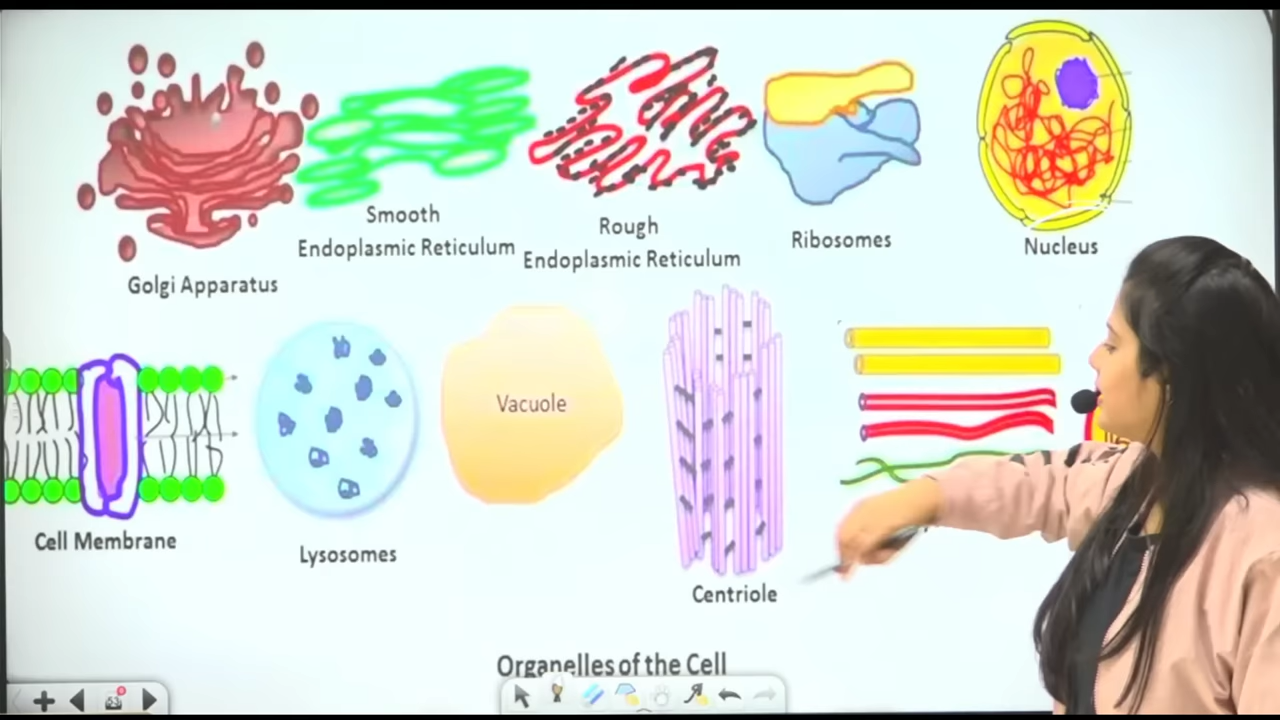 Golgi Apparatus
Smooth
Endoplasmic Reticulum
Rough
Endoplasmic Reticulum
Ribosomes
Nucleus
Cell Membrane
Lysosomes
Vacuole
Centriole
Organelles of the Cell